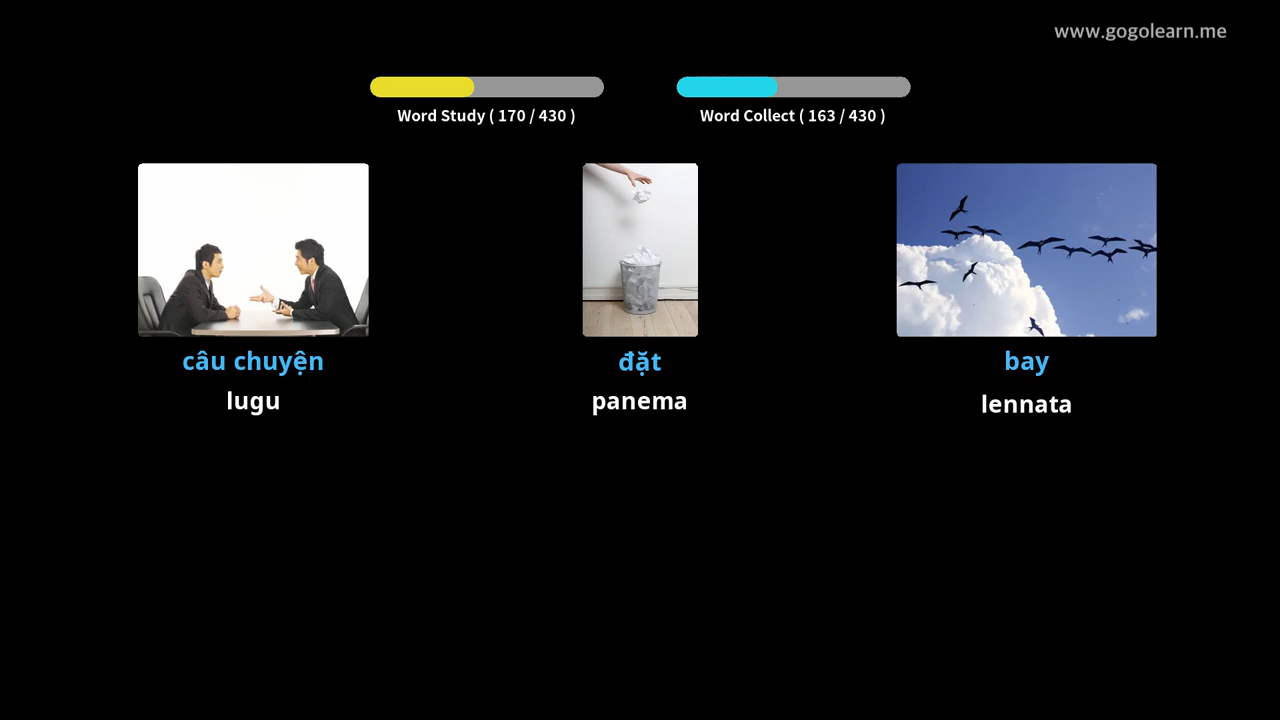 www.gogolearn.me
Word Study ( 170 / 430 )
Word Collect ( 163 / 430 )
câu chuyện
lugu
đặt
panema
bay
lennata